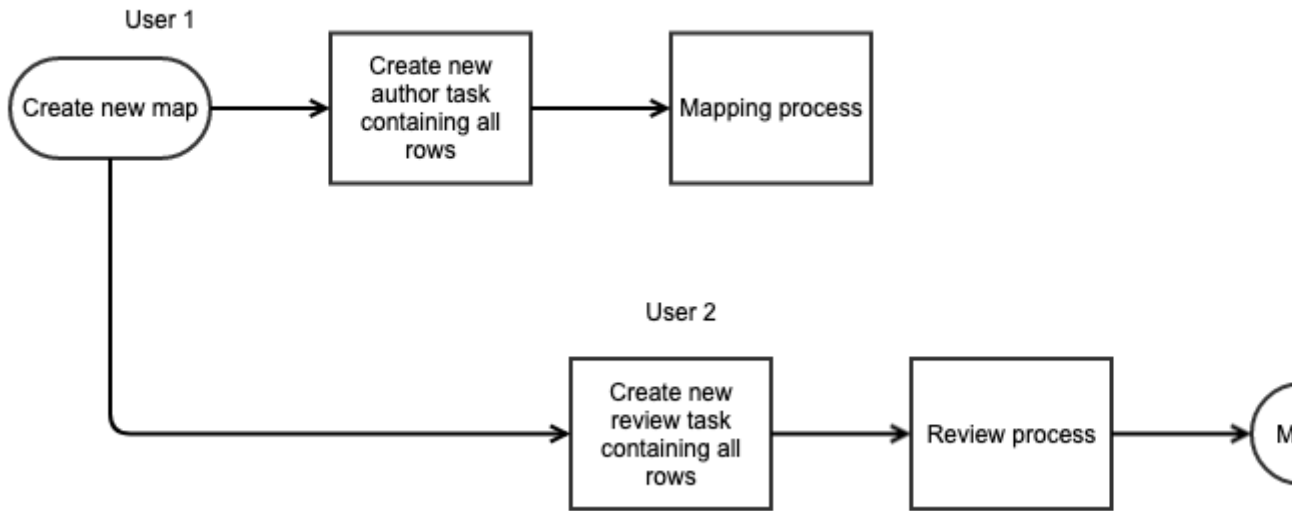 User 1
Create new map
Create new
author task
containing all
rows
Mapping process
User 2
Create new
review task
containing all
rows
Review process